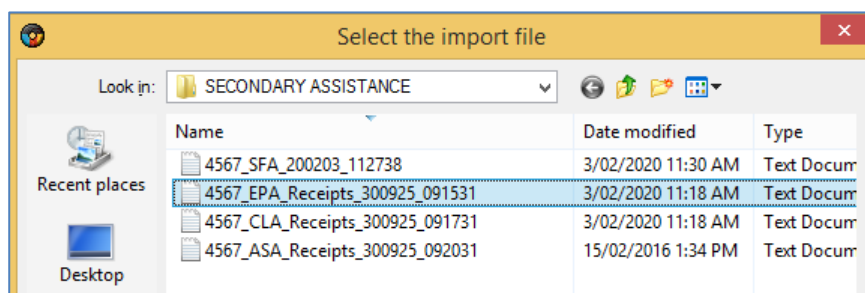 Select the import file
Look in: SECONDARY ASSISTANCE
Name Date modified Type
4567_SFA_200203_112738 3/02/2020 11:30 AM Text Docum
Recent places
4567_EPA_Receipts_300925_091531 3/02/2020 11:18 AM Text Docum
4567_CLA_Receipts_300925_091731 3/02/2020 11:18 AM Text Docum
4567_ASA_Receipts_300925_092031 15/02/2016 1:34 PM Text Docum
Desktop